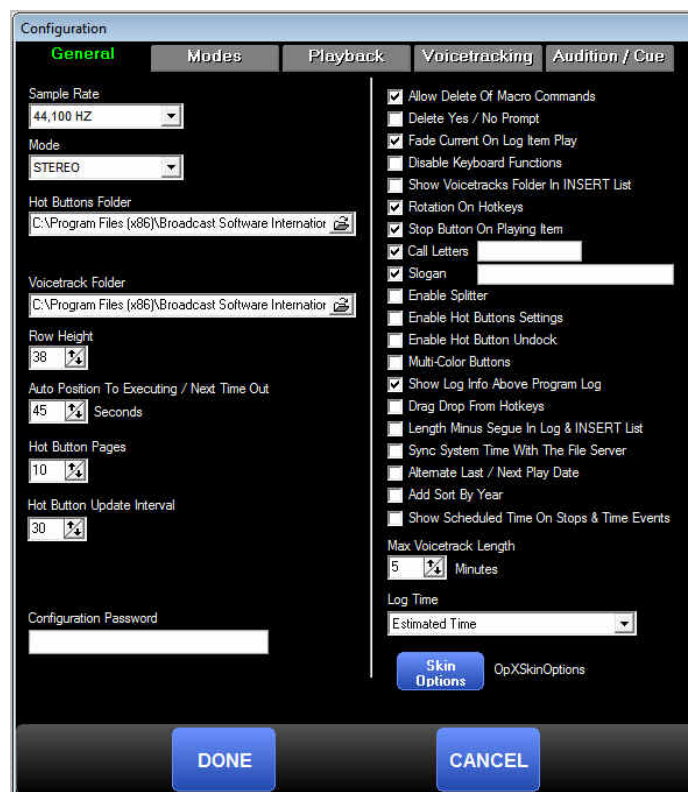 Configuration
General Modes Playback Voicetracking Audition / Cue
Sample Rate
44,100 HZ
Mode
STEREO
Hot Buttons Folder
C:\Program Files (x86)\Broadcast Software Internation
Voicetrack Folder
C:\Program Files (x86)\Broadcast Software Internation
Row Height
38
Auto Position To Executing / Next Time Out
45 Seconds
Hot Button Pages
10
Hot Button Update Interval
30
Configuration Password
Allow Delete Of Macro Commands
Delete Yes / No Prompt
Fade Current On Log Item Play
Disable Keyboard Functions
Show Voicetracks Folder In INSERT List
Rotation On Hotkeys
Stop Button On Playing Item
Call Letters
Slogan
Enable Splitter
Enable Hot Buttons Settings
Enable Hot Button Undock
Multi-Color Buttons
Show Log Info Above Program Log
Drag Drop From Hotkeys
Length Minus Segue In Log & INSERT List
Sync System Time With The File Server
Alternate Last / Next Play Date
Add Sort By Year
Show Scheduled Time On Stops & Time Events
Max Voicetrack Length
5 Minutes
Log Time
Estimated Time
Skin
Options
OpXSkinOptions
DONE
CANCEL